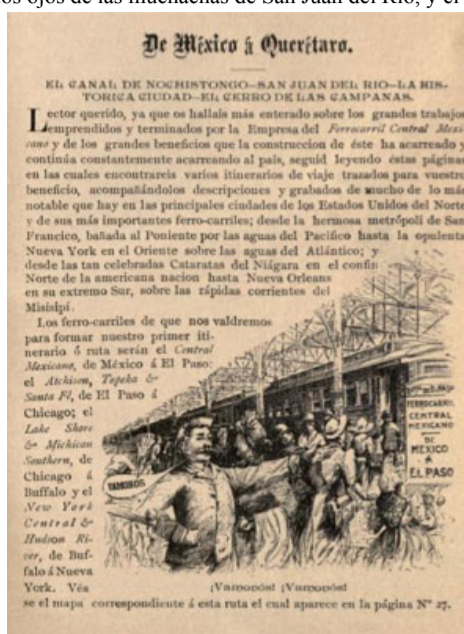 los ojos de las muchachas de San Juan del Río, y el
De México á Querétaro.
EL CANAL DE NOCHISTONGO—SAN JUAN DEL RIO—LA HIS-
TORICA CIUDAD—EL CERRO DE LAS CAMPANAS.
Lector querido, ya que os hallais más enterado sobre los grandes trabajos
emprendidos y terminados por la Empresa del Ferrocarril Central Mexi-
cano y de los grandes beneficios que la construccion de éste ha acarreado y
continúa constantemente acarreando al país, seguid leyendo éstas páginas
en las cuales encontrareis varios itinerarios de viaje trazados para vuestro
beneficio, acompañándolos descripciones y grabados de mucho de lo más
notable que hay en las principales ciudades de los Estados Unidos del Norte
y de sus más importantes ferro-carriles; desde la hermosa metrópoli de San
Francico, bañada al Poniente por las aguas del Pacífico hasta la opulenta
Nueva York en el Oriente sobre las aguas del Atlántico; y
desde las tan celebradas Cataratas del Niágara en el confin
Norte de la americana nacion hasta Nueva Orleans
en su extremo Sur, sobre las rápidas corrientes del
Misisipí.
Los ferro-carriles de que nos valdremos
para formar nuestro primer iti-
nerario ó ruta serán el Central
Mexicano, de México á El Paso;
el Atchison, Topeka &
Santa Fé, de El Paso á
Chicago; el
Lake Shore
& Michican
Southern, de
Chicago á
Buffalo y el
New York
Central &
Hudson Ri-
ver, de Buf-
falo á Nueva
York. Véa
se el mapa correspondiente á esta ruta el cual aparece en la página Nº 27.
VAMONOS
FERROCARRIL
CENTRAL
MEXICANO
DE
MEXICO
Á
EL PASO
¡Vamonós! ¡Vamonós!